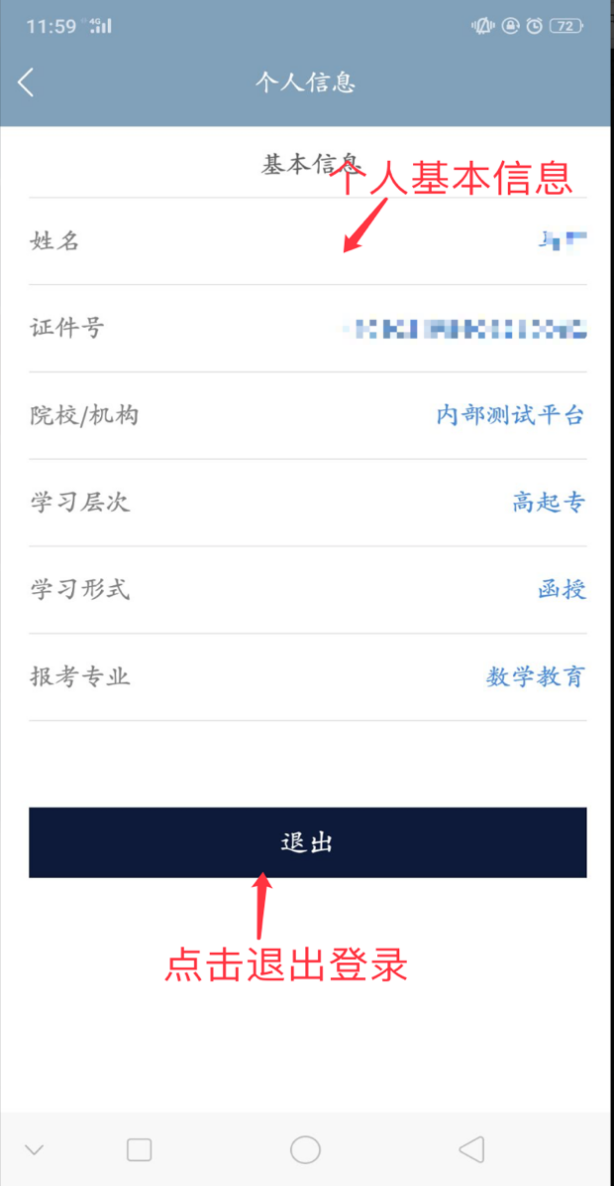 11:59 4G 72
个人信息
基本信息
个人基本信息
姓名
证件号
院校/机构 内部测试平台
学习层次 高起专
学习形式 函授
报考专业 数学教育
退出
点击退出登录